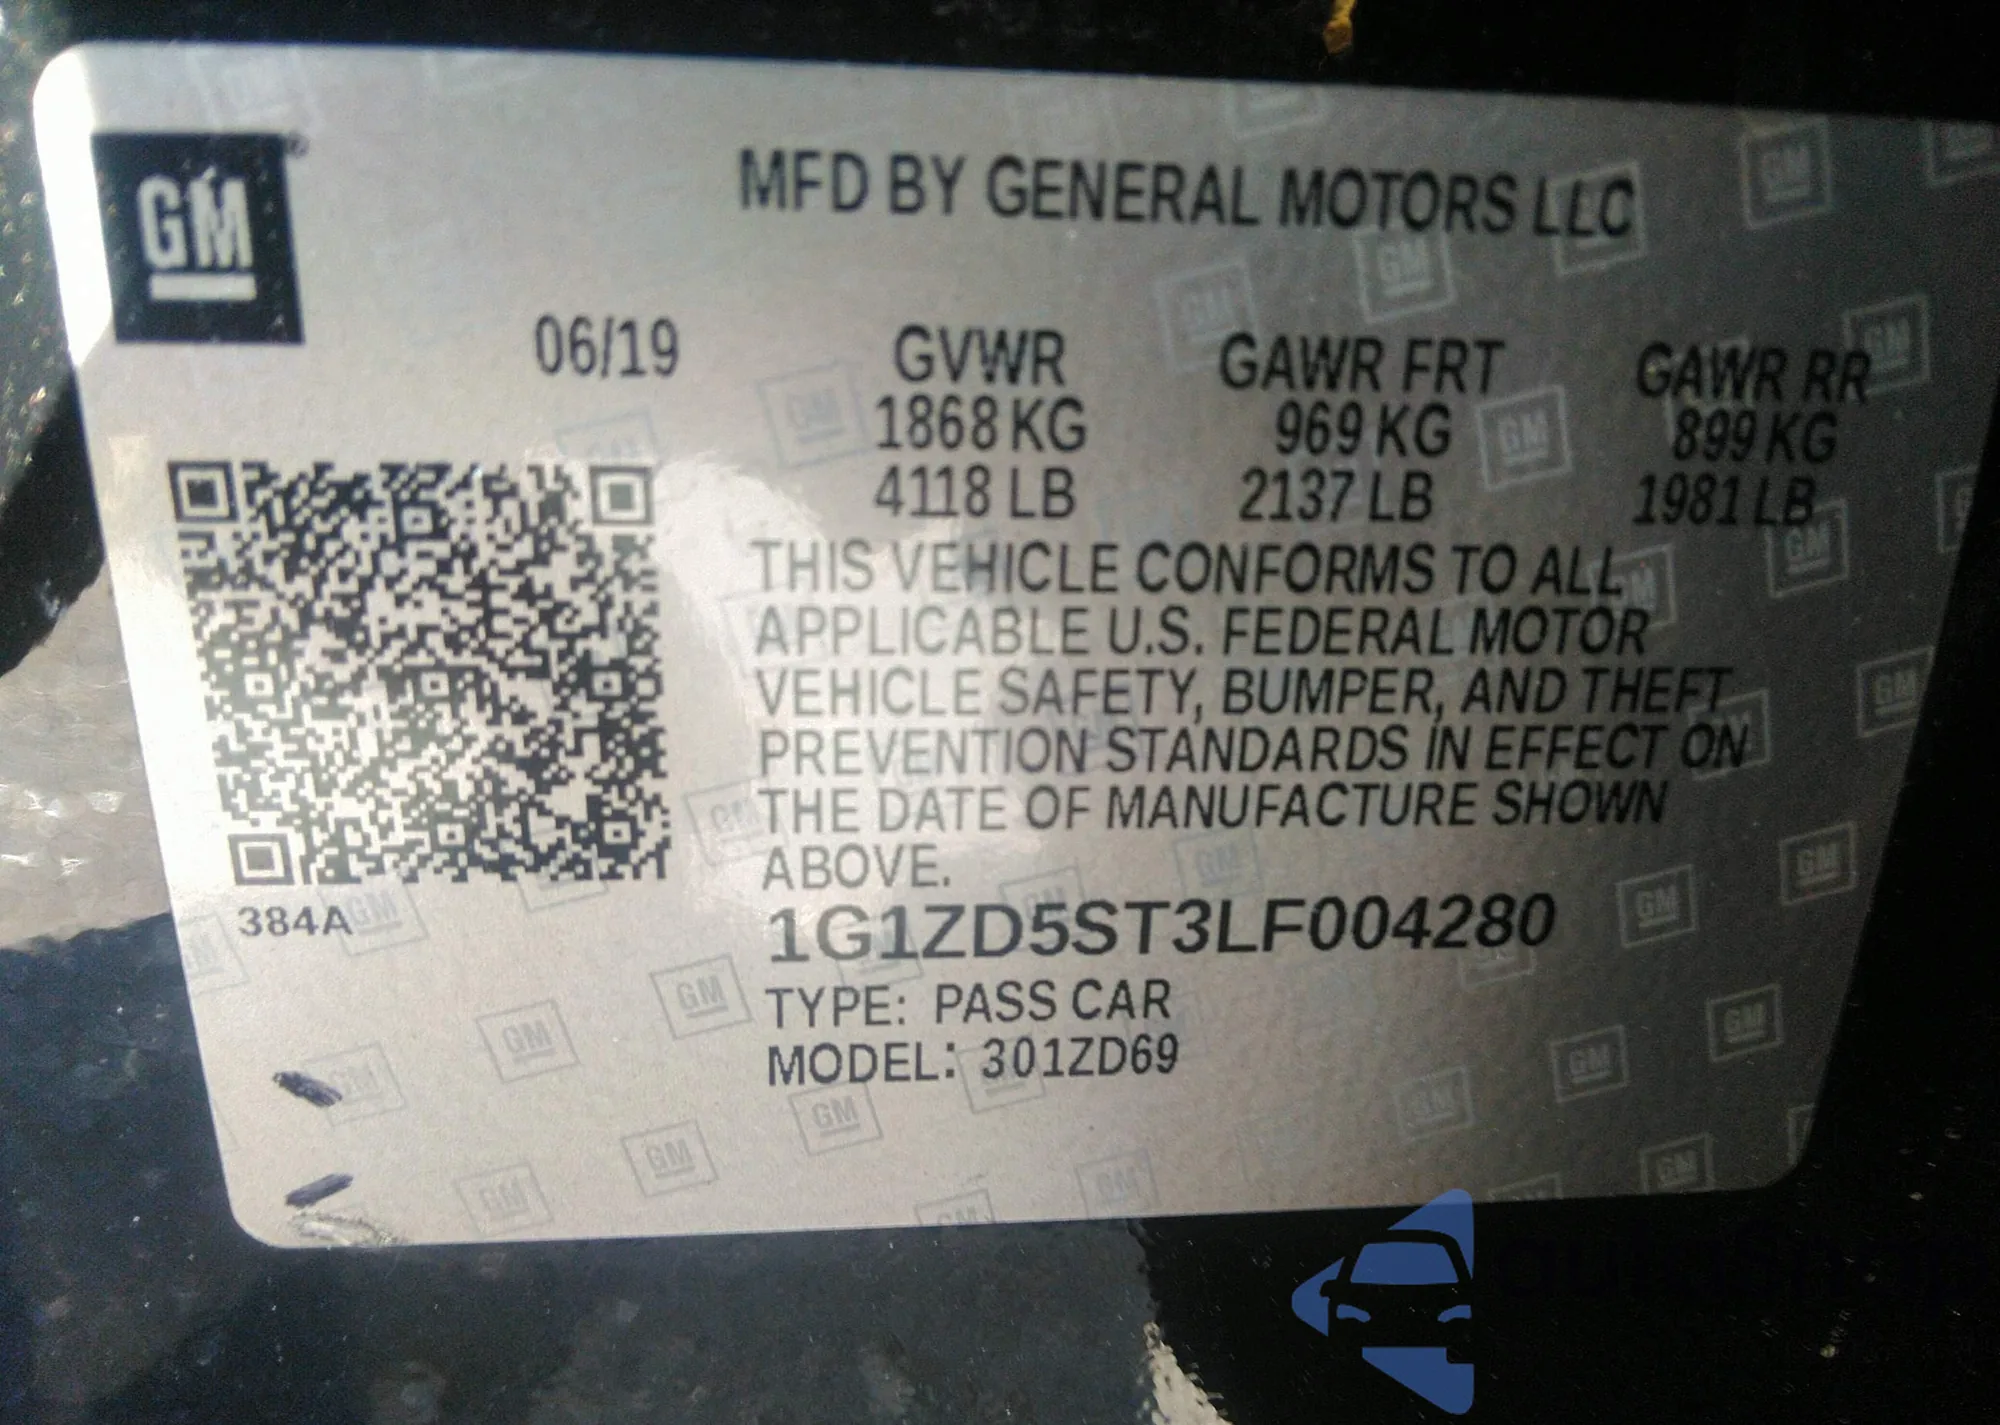 GM
MFD BY GENERAL MOTORS LLC
06/19 GVWR GAWR FRT GAWR RR
1868 KG 969 KG 899 KG
4118 LB 2137 LB 1981 LB
THIS VEHICLE CONFORMS TO ALL
APPLICABLE U.S. FEDERAL MOTOR
VEHICLE SAFETY, BUMPER, AND THEFT
PREVENTION STANDARDS IN EFFECT ON
THE DATE OF MANUFACTURE SHOWN
ABOVE.
384A
1G1ZD5ST3LF004280
TYPE: PASS CAR
MODEL: 301ZD69